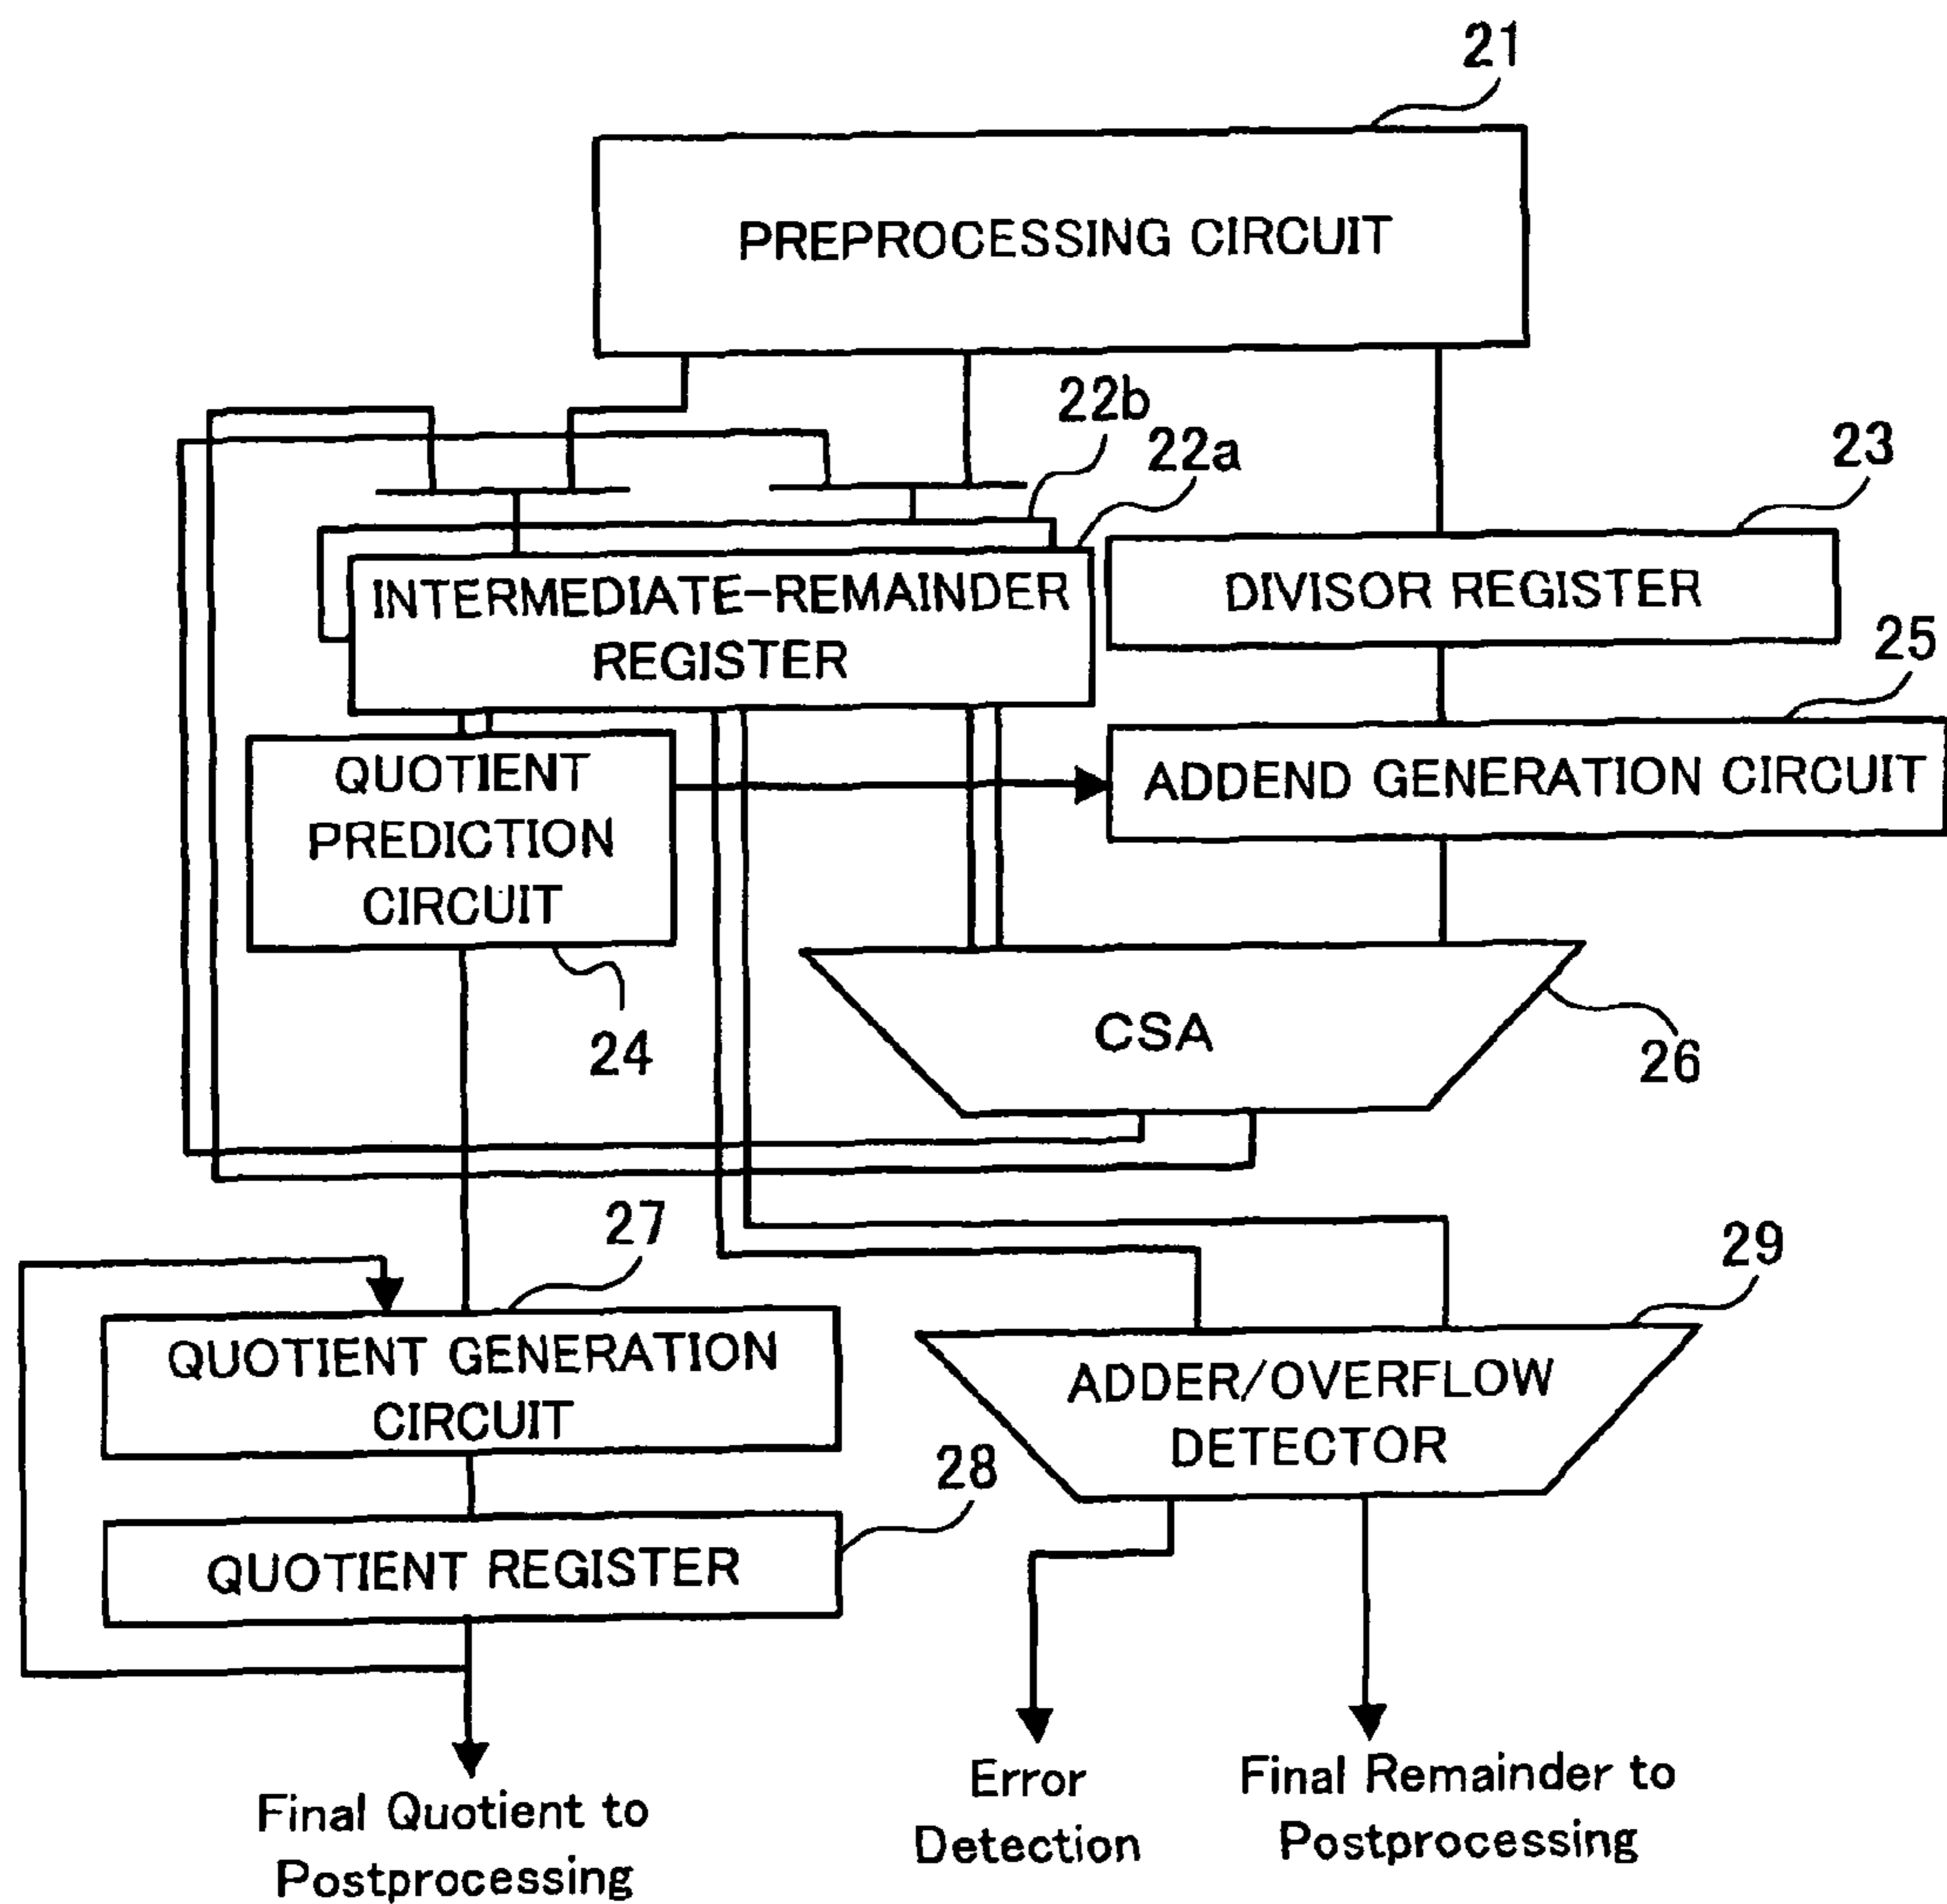 21
PREPROCESSING CIRCUIT
22b
22a
23
INTERMEDIATE-REMAINDER
REGISTER
DIVISOR REGISTER
25
QUOTIENT
PREDICTION
CIRCUIT
ADDEND GENERATION CIRCUIT
24
CSA
26
27
29
QUOTIENT GENERATION
CIRCUIT
ADDER/OVERFLOW
DETECTOR
28
QUOTIENT REGISTER
Final Quotient to
Postprocessing
Error
Detection
Final Remainder to
Postprocessing